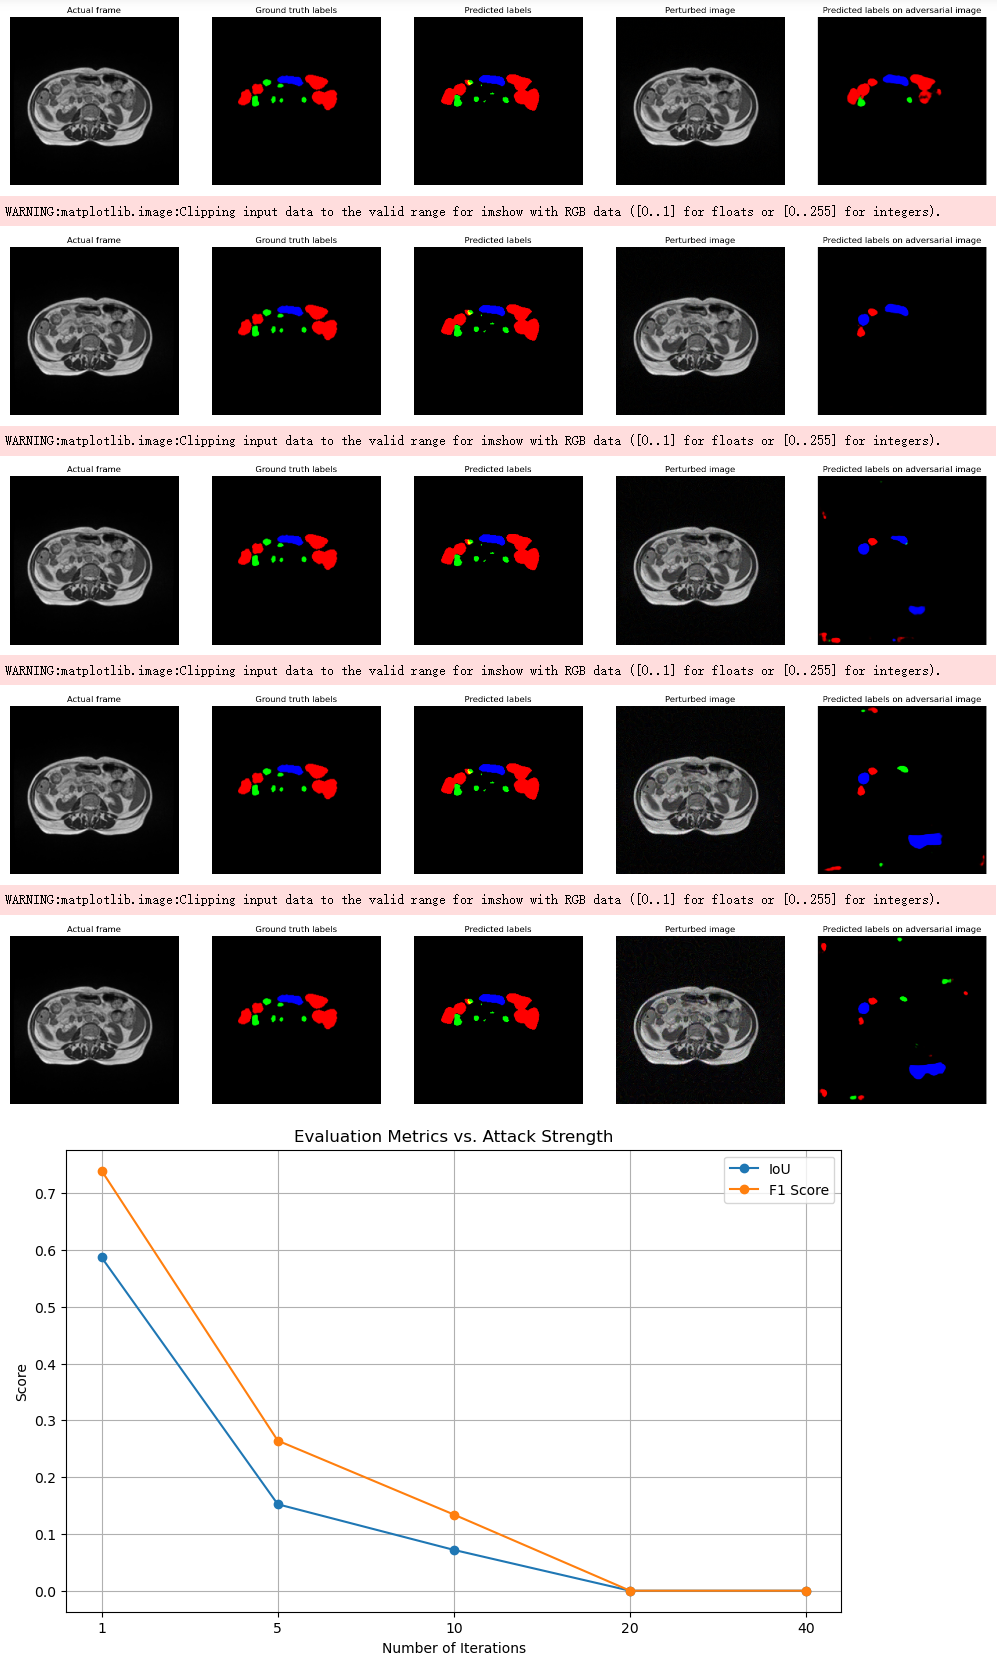 Actual frame Ground truth labels Predicted labels Perturbed image Predicted labels on adversarial image
WARNING:matplotlib.image:Clipping input data to the valid range for imshow with RGB data ([0..1] for floats or [0..255] for integers).
Actual frame Ground truth labels Predicted labels Perturbed image Predicted labels on adversarial image
WARNING:matplotlib.image:Clipping input data to the valid range for imshow with RGB data ([0..1] for floats or [0..255] for integers).
Actual frame Ground truth labels Predicted labels Perturbed image Predicted labels on adversarial image
WARNING:matplotlib.image:Clipping input data to the valid range for imshow with RGB data ([0..1] for floats or [0..255] for integers).
Actual frame Ground truth labels Predicted labels Perturbed image Predicted labels on adversarial image
WARNING:matplotlib.image:Clipping input data to the valid range for imshow with RGB data ([0..1] for floats or [0..255] for integers).
Actual frame Ground truth labels Predicted labels Perturbed image Predicted labels on adversarial image
Evaluation Metrics vs. Attack Strength
IoU
F1 Score
0.7
0.6
0.5
0.4
0.3
0.2
0.1
0.0
Score
1 5 10 20 40
Number of Iterations